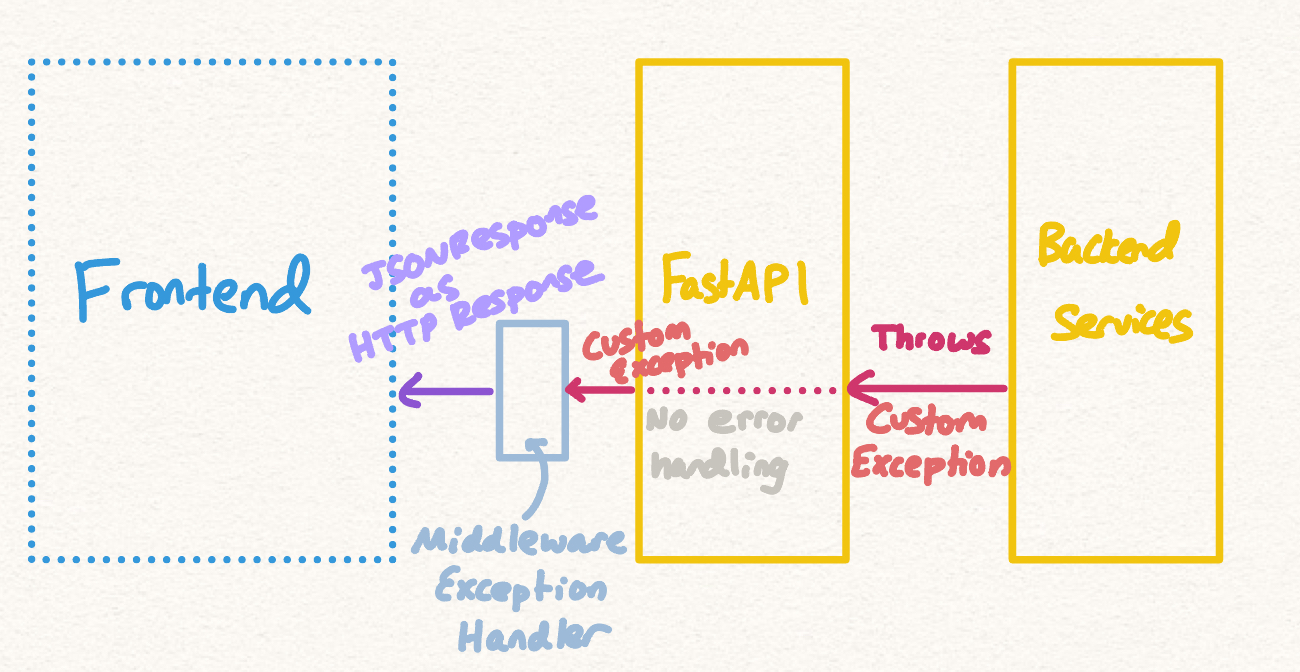 Frontend
JSONResponse
as
HTTP Response
Middleware
Exception
Handler
FastAPI
Custom
Exception
No error
handling
Throws
Custom
Exception
Backend
Services